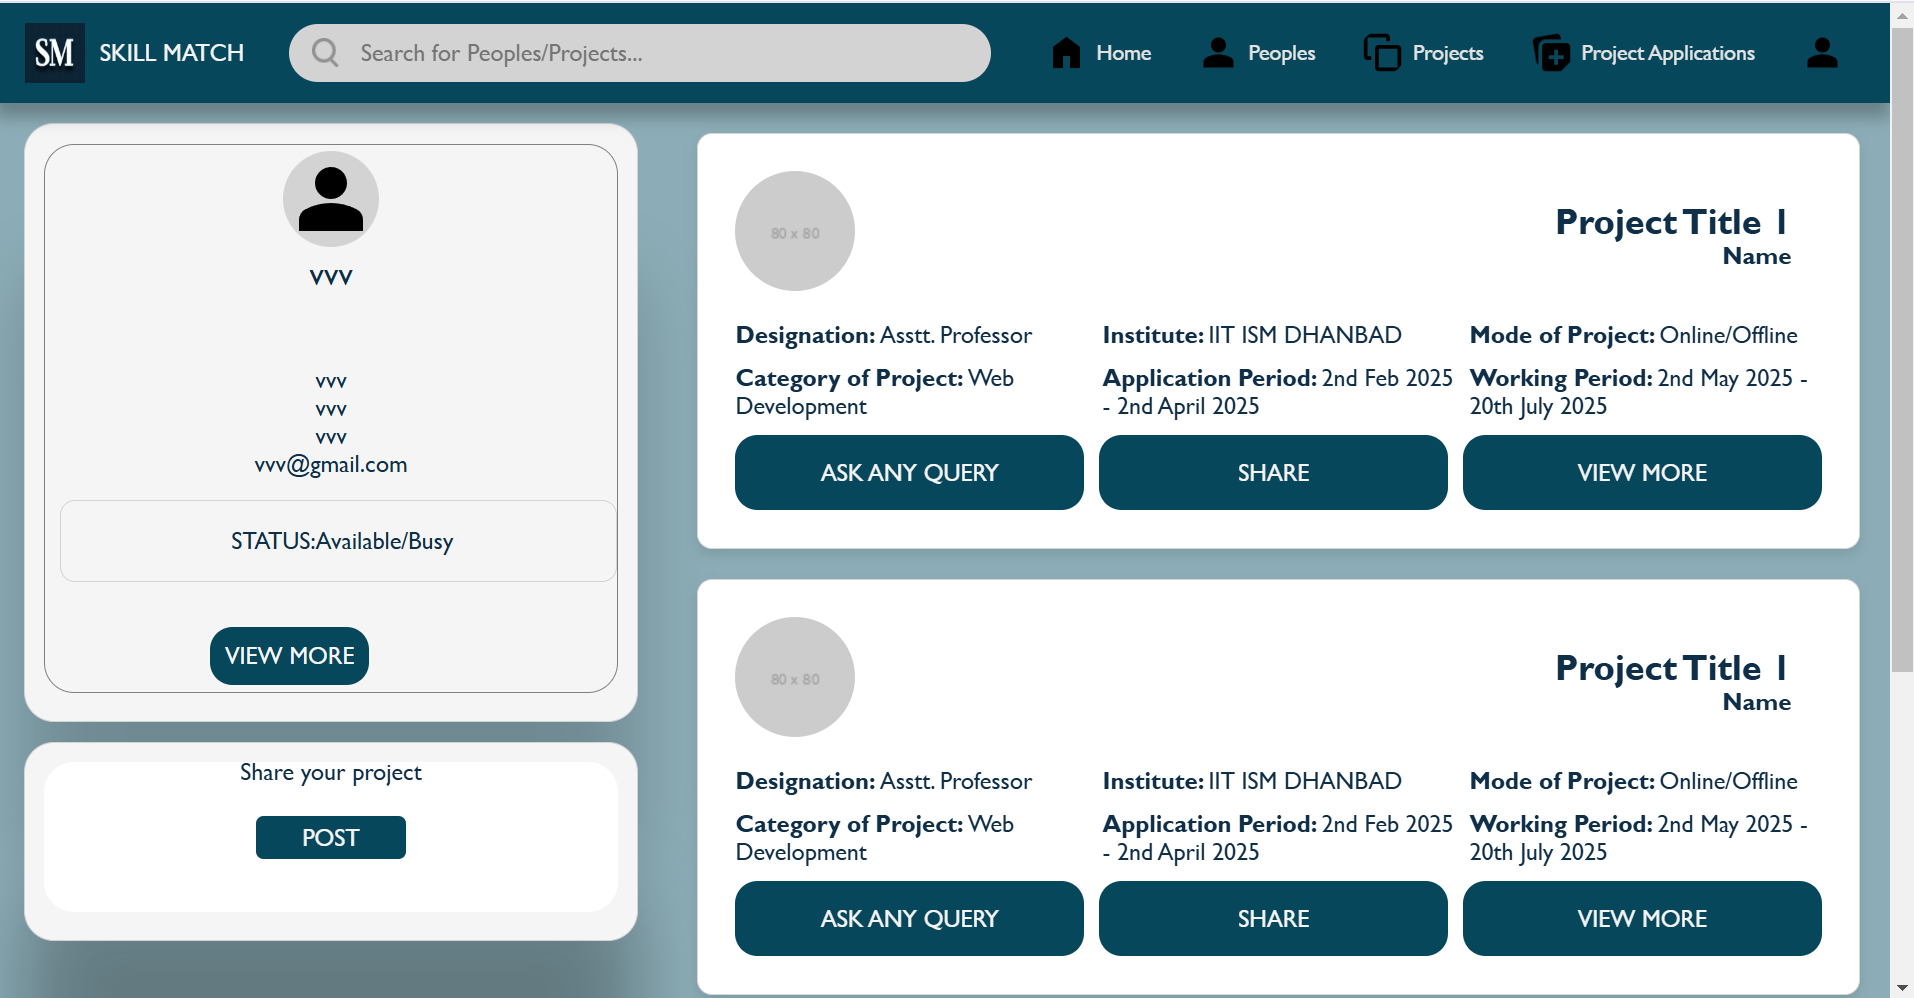 SM SKILL MATCH Search for Peoples/Projects... Home Peoples Projects Project Applications
vvv
vvv
vvv
vvv
vvv@gmail.com
STATUS:Available/Busy
VIEW MORE
Share your project
POST
80 x 80
Project Title 1
Name
Designation: Asstt. Professor
Institute: IIT ISM DHANBAD
Mode of Project: Online/Offline
Category of Project: Web
Development
Application Period: 2nd Feb 2025
- 2nd April 2025
Working Period: 2nd May 2025 -
20th July 2025
ASK ANY QUERY
SHARE
VIEW MORE
80 x 80
Project Title 1
Name
Designation: Asstt. Professor
Institute: IIT ISM DHANBAD
Mode of Project: Online/Offline
Category of Project: Web
Development
Application Period: 2nd Feb 2025
- 2nd April 2025
Working Period: 2nd May 2025 -
20th July 2025
ASK ANY QUERY
SHARE
VIEW MORE